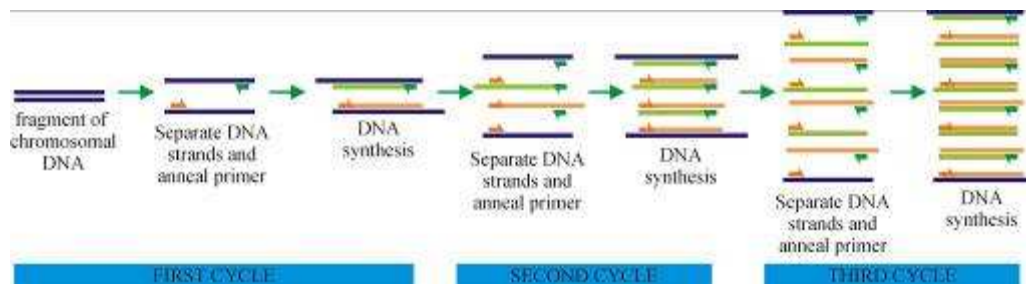 fragment of
chromosomal
DNA
Separate DNA
strands and
anneal primer
DNA
synthesis
Separate DNA
strands and
anneal primer
DNA
synthesis
Separate DNA
strands and
anneal primer
DNA
synthesis
FIRST CYCLE
SECOND CYCLE
THIRD CYCLE